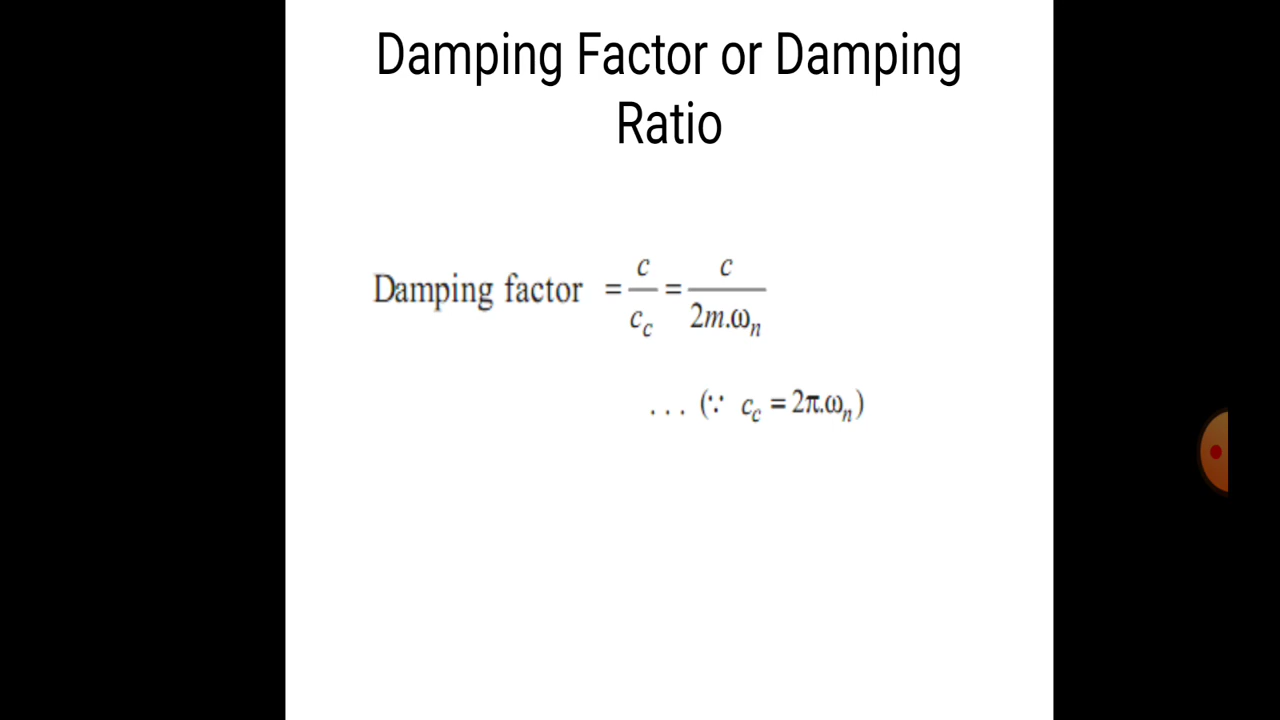 Damping Factor or Damping
Ratio
Damping factor = c/c_c = c/2m.ω_n
... (∵ c_c = 2π.ω_n)